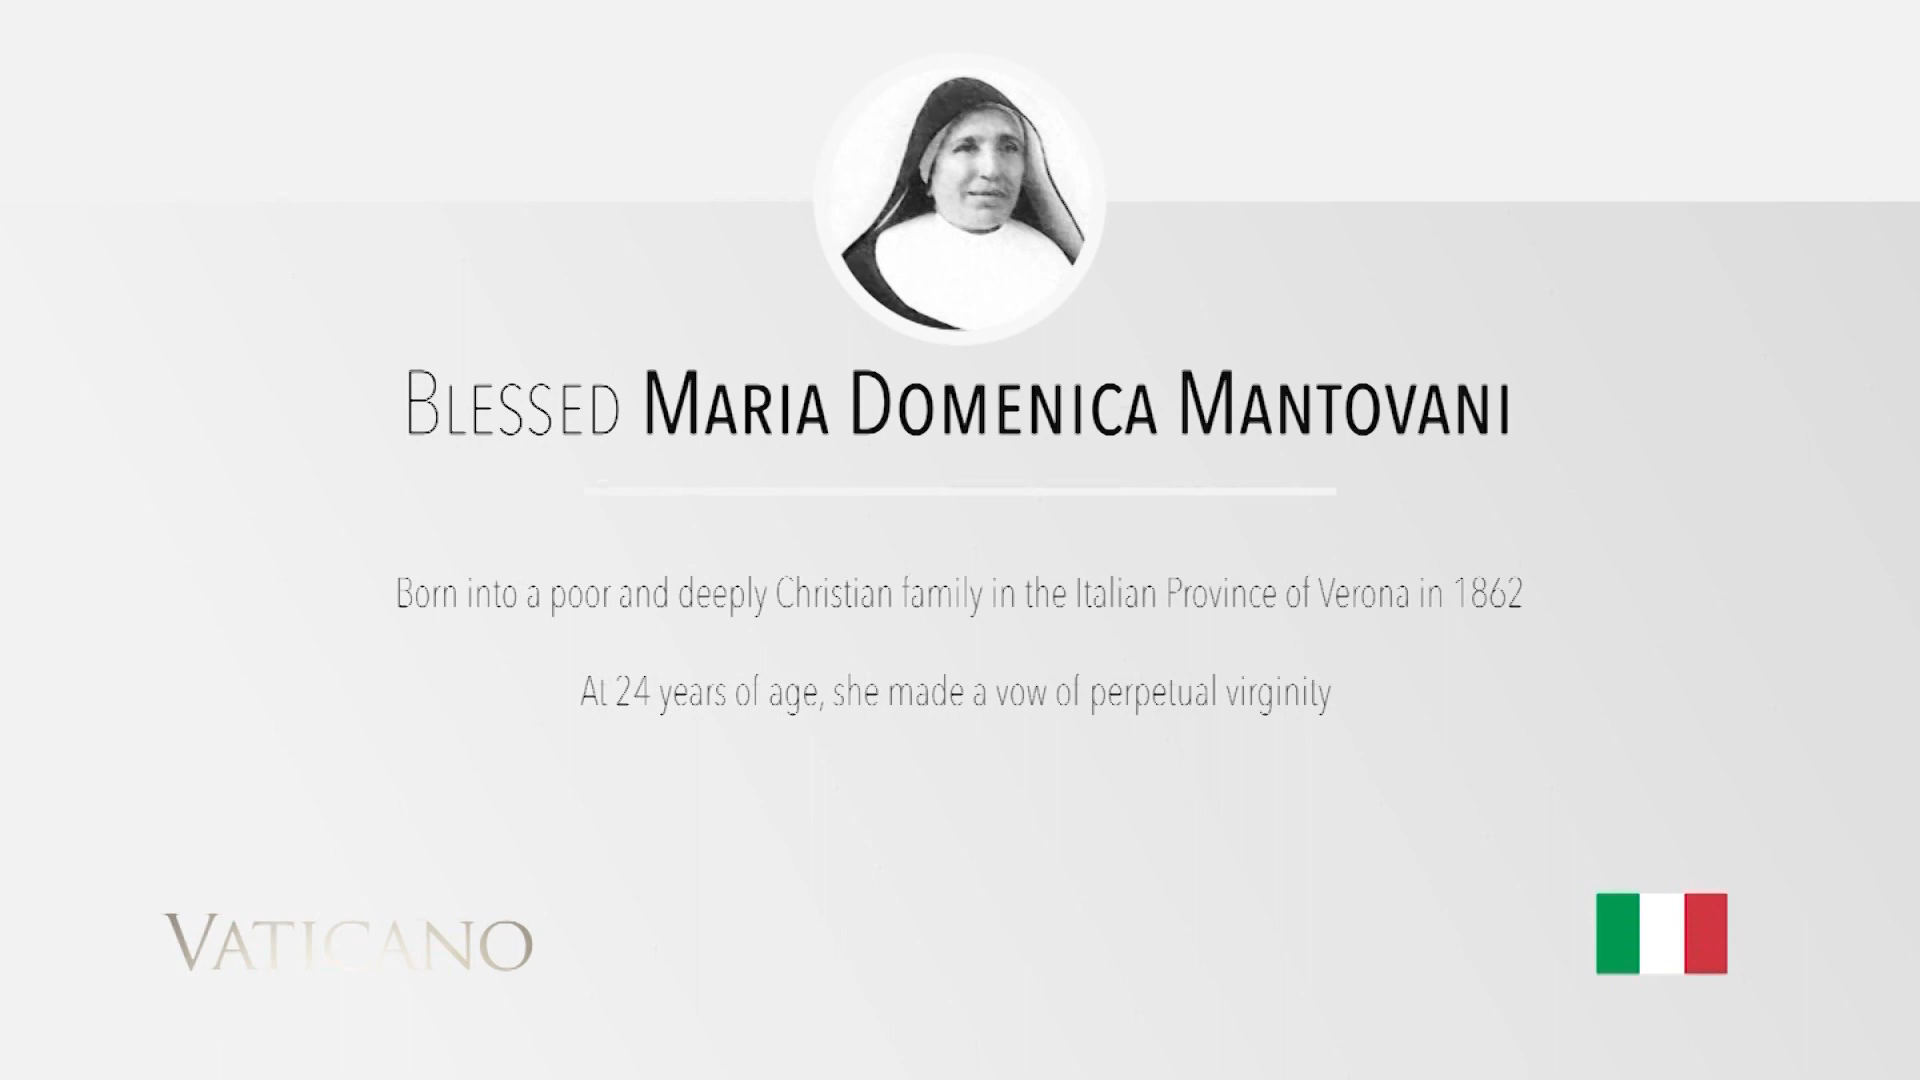 BLESSED MARIA DOMENICA MANTOVANI
Born into a poor and deeply Christian family in the Italian Province of Verona in 1862
At 24 years of age, she made a vow of perpetual virginity
VATICANO